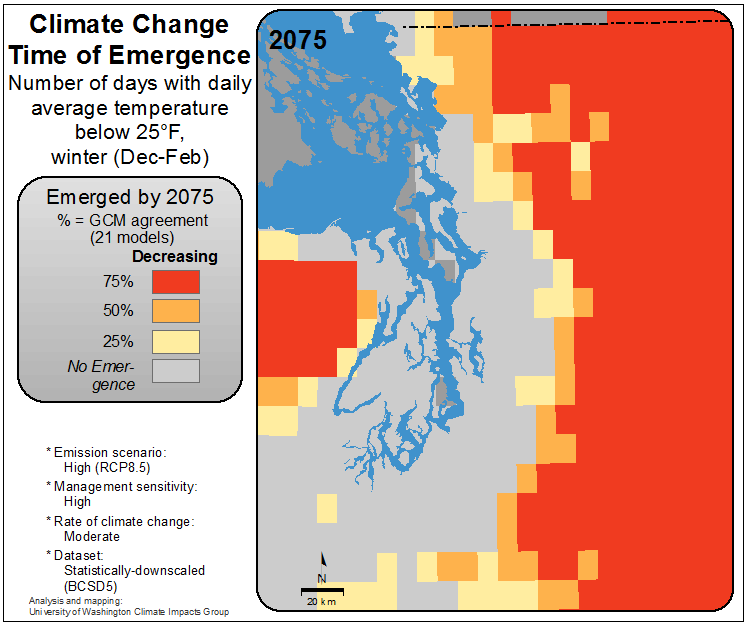 Climate Change
Time of Emergence
Number of days with daily
average temperature
below 25°F,
winter (Dec-Feb)
2075
Emerged by 2075
% = GCM agreement
(21 models)
Decreasing
75%
50%
25%
No Emer-
gence
* Emission scenario:
High (RCP8.5)
* Management sensitivity:
High
* Rate of climate change:
Moderate
* Dataset:
Statistically-downscaled
(BCSD5)
Analysis and mapping:
University of Washington Climate Impacts Group
N
20 km